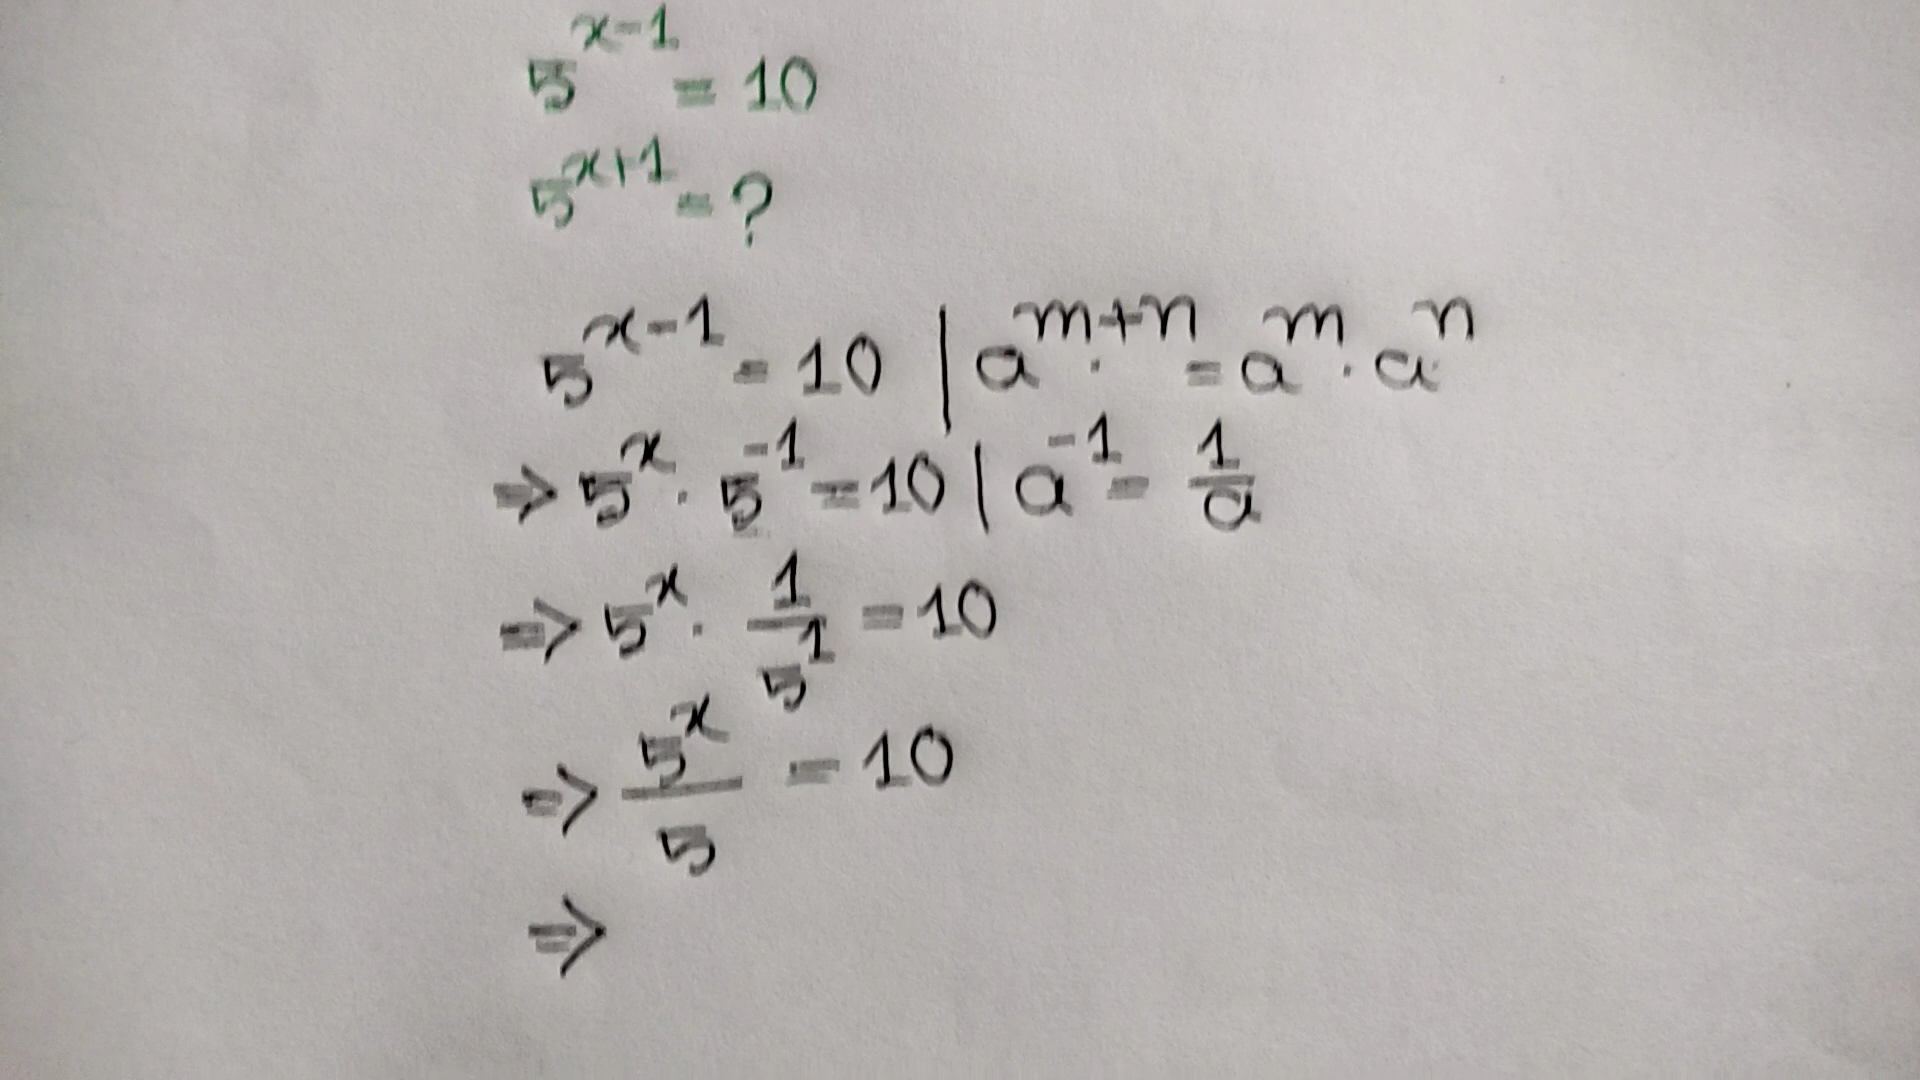 5^{x-1} = 10
5^{x+1} = ?
5^{x-1} = 10 | a^{m+n} = a^m · a^n
⇒ 5^x · 5^{-1} = 10 | a^{-1} = 1/a
⇒ 5^x · 1/5^1 = 10
⇒ 5^x/5 = 10
⇒